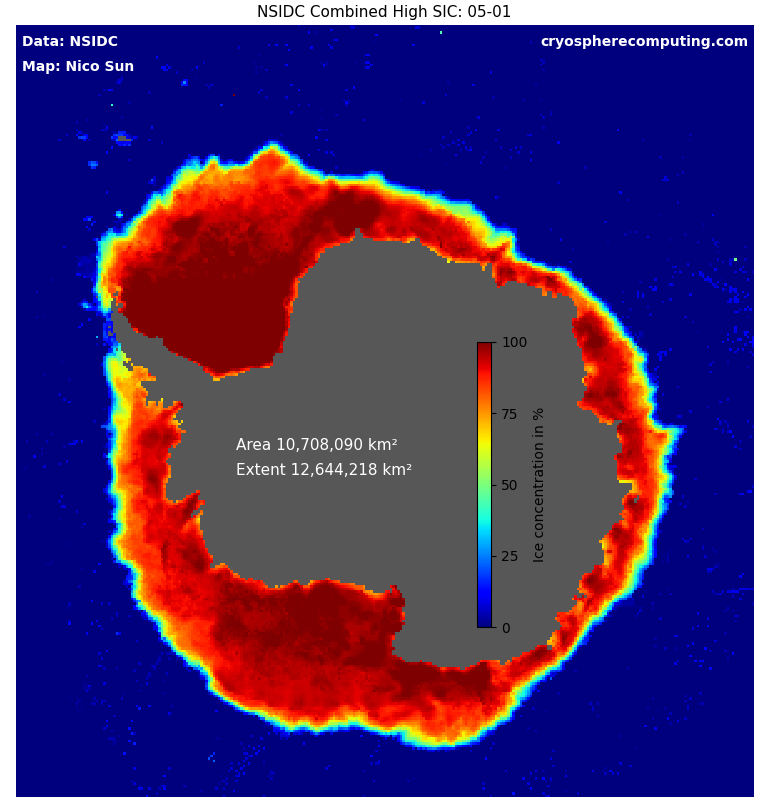 NSIDC Combined High SIC: 05-01
Data: NSIDC
cryospherecomputing.com
Map: Nico Sun
100
75
50
25
0
Ice concentration in %
Area 10,708,090 km²
Extent 12,644,218 km²